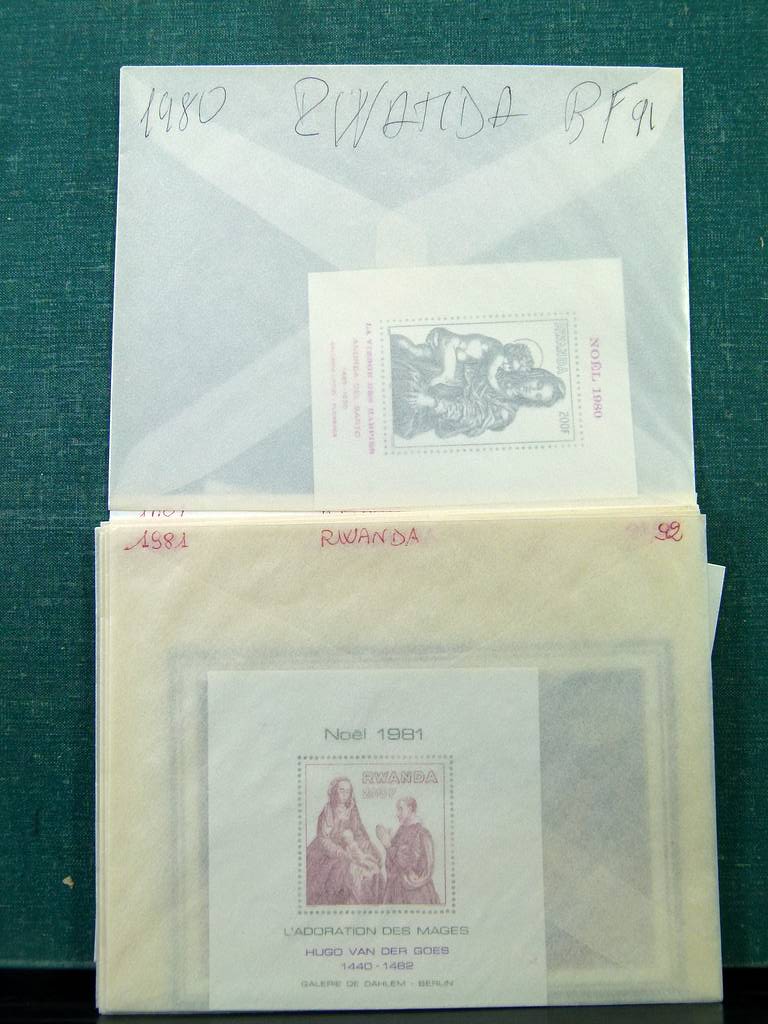 1980 RWANDA BF 91
NOËL 1980
RWANDA
200F
LA VIERGE DES HARPIES
ANDREA DEL SARTO
1981 RWANDA 92
Noël 1981
RWANDA
200 F
L'ADORATION DES MAGES
HUGO VAN DER GOES
1440 - 1482
GALERIE DE DAHLEM - BERLIN